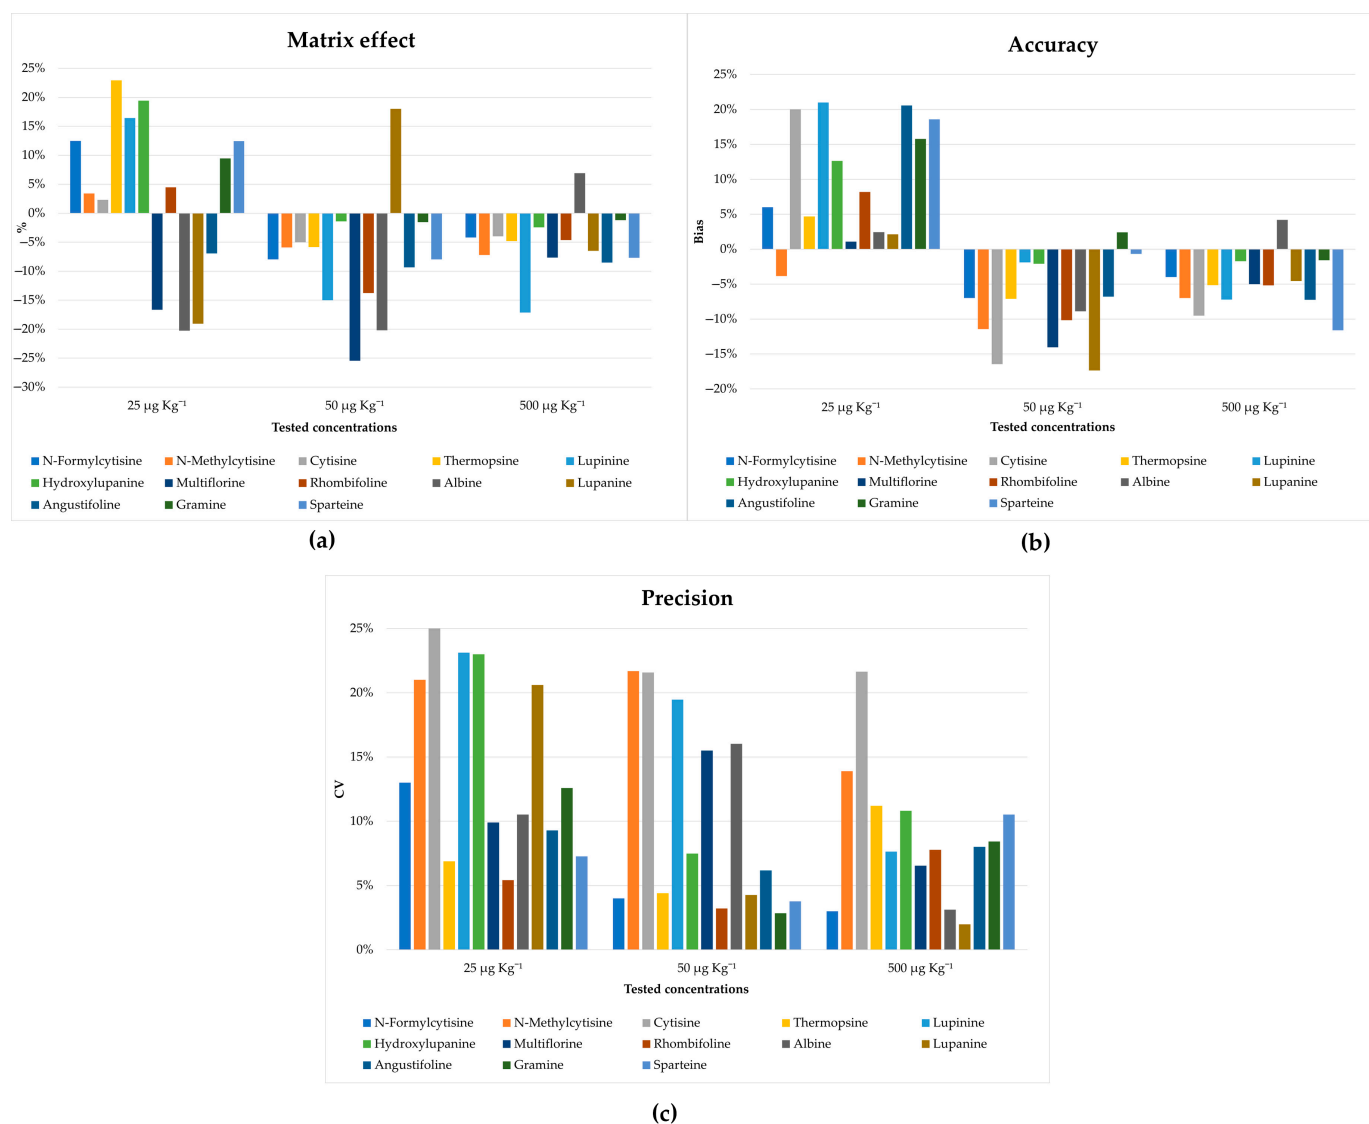 Matrix effect
25%
20%
15%
10%
5%
0%
−5%
−10%
−15%
−20%
−25%
−30%
%
25 µg Kg⁻¹ 50 µg Kg⁻¹ 500 µg Kg⁻¹
Tested concentrations
N-Formylcytisine N-Methylcytisine Cytisine Thermopsine Lupinine
Hydroxylupanine Multiflorine Rhombifoline Albine Lupanine
Angustifoline Gramine Sparteine
(a)
Accuracy
25%
20%
15%
10%
5%
0%
−5%
−10%
−15%
−20%
Bias
25 µg Kg⁻¹ 50 µg Kg⁻¹ 500 µg Kg⁻¹
Tested concentrations
N-Formylcytisine N-Methylcytisine Cytisine Thermopsine Lupinine
Hydroxylupanine Multiflorine Rhombifoline Albine Lupanine
Angustifoline Gramine Sparteine
(b)
Precision
25%
20%
15%
10%
5%
0%
CV
25 µg Kg⁻¹ 50 µg Kg⁻¹ 500 µg Kg⁻¹
Tested concentrations
N-Formylcytisine N-Methylcytisine Cytisine Thermopsine Lupinine
Hydroxylupanine Multiflorine Rhombifoline Albine Lupanine
Angustifoline Gramine Sparteine
(c)